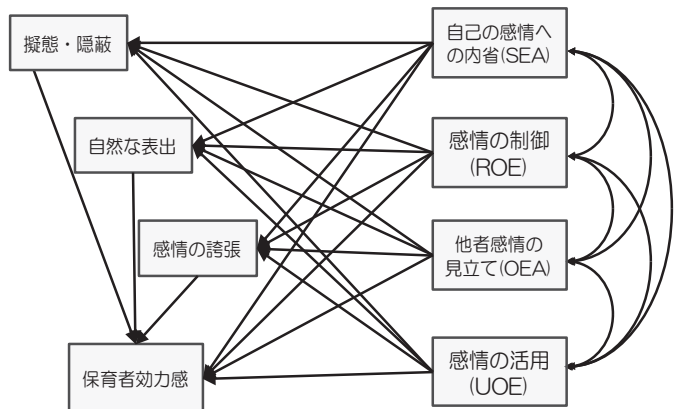 擬態・隠蔽
自己の感情へ
の内省(SEA)
自然な表出
感情の制御
(ROE)
感情の誇張
他者感情の
見立て(OEA)
保育者効力感
感情の活用
(UOE)